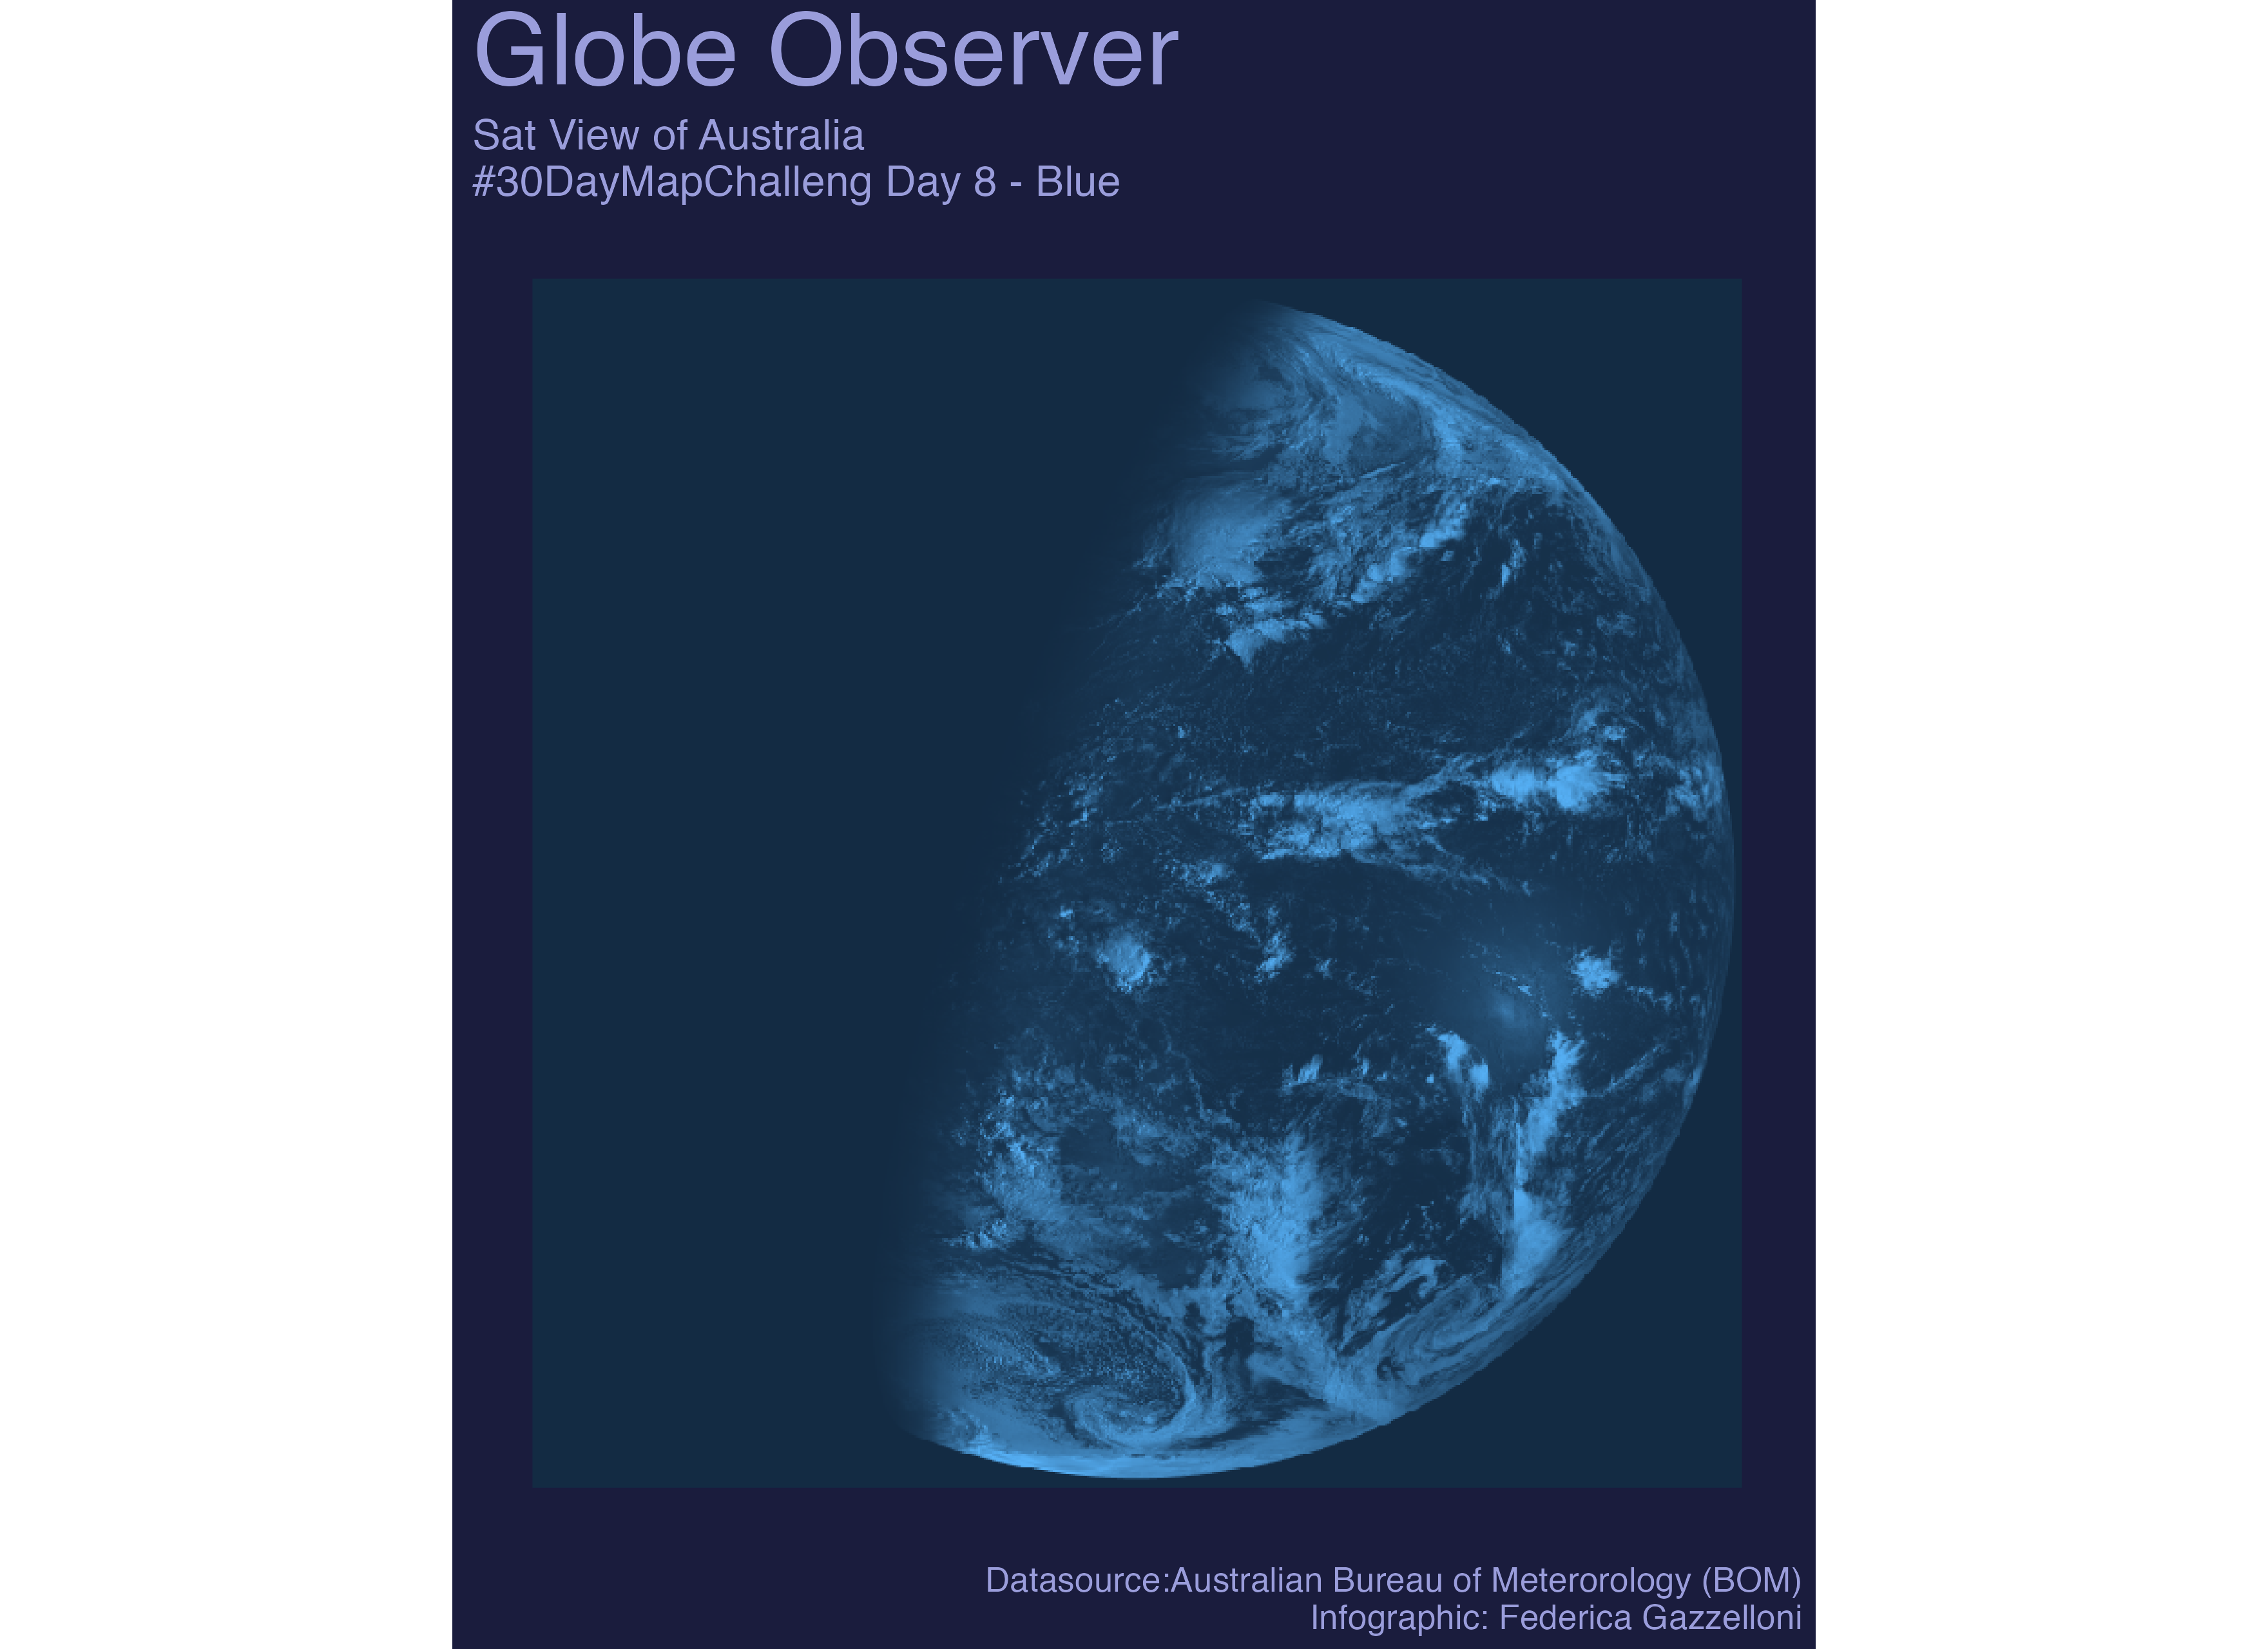 Globe Observer
Sat View of Australia
#30DayMapChalleng Day 8 - Blue
Datasource:Australian Bureau of Meterorology (BOM)
Infographic: Federica Gazzelloni